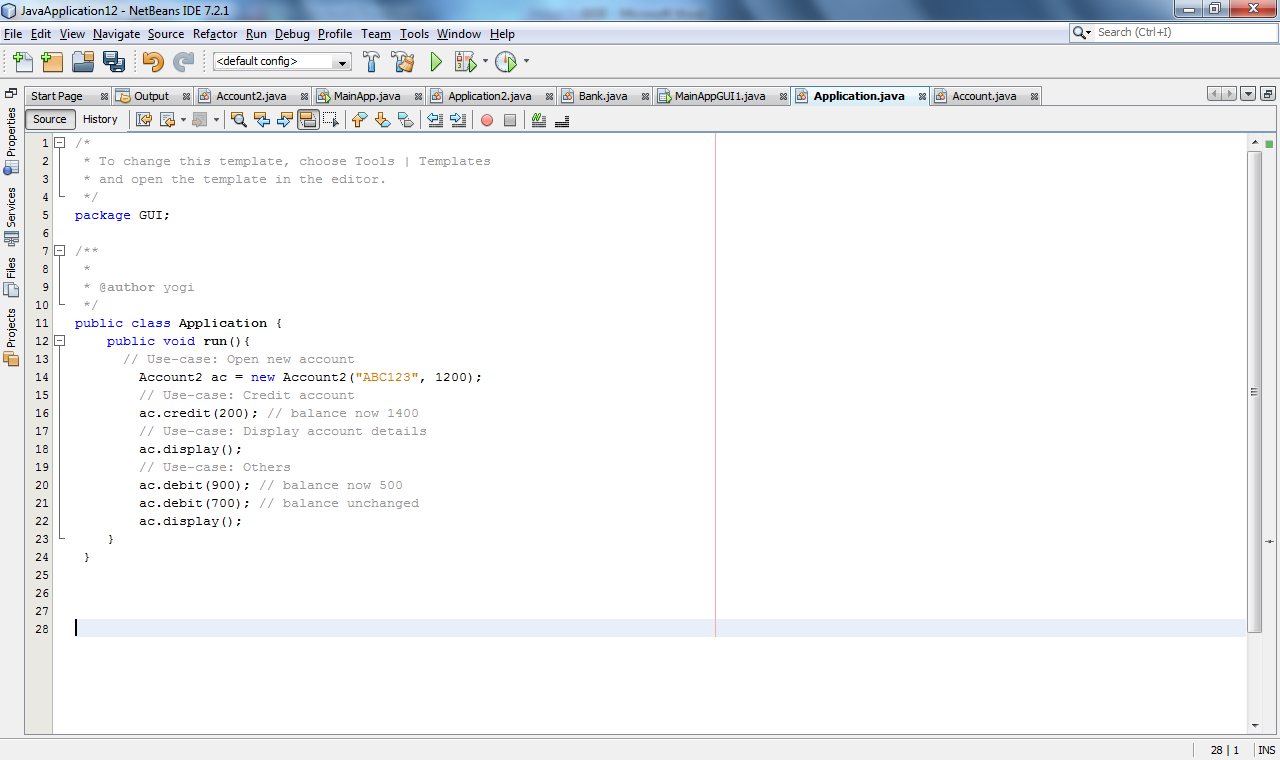 JavaApplication12 - NetBeans IDE 7.2.1
File Edit View Navigate Source Refactor Run Debug Profile Team Tools Window Help
Search (Ctrl+I)
<default config>
Start Page Output Account2.java MainApp.java Application2.java Bank.java MainAppGUI1.java Application.java Account.java
Source History
Properties
Services
Files
Projects
1 /*
2 * To change this template, choose Tools | Templates
3 * and open the template in the editor.
4 */
5 package GUI;
6
7 /**
8 *
9 * @author yogi
10 */
11 public class Application {
12 public void run(){
13 // Use-case: Open new account
14 Account2 ac = new Account2("ABC123", 1200);
15 // Use-case: Credit account
16 ac.credit(200); // balance now 1400
17 // Use-case: Display account details
18 ac.display();
19 // Use-case: Others
20 ac.debit(900); // balance now 500
21 ac.debit(700); // balance unchanged
22 ac.display();
23 }
24 }
25
26
27
28
28 | 1 INS